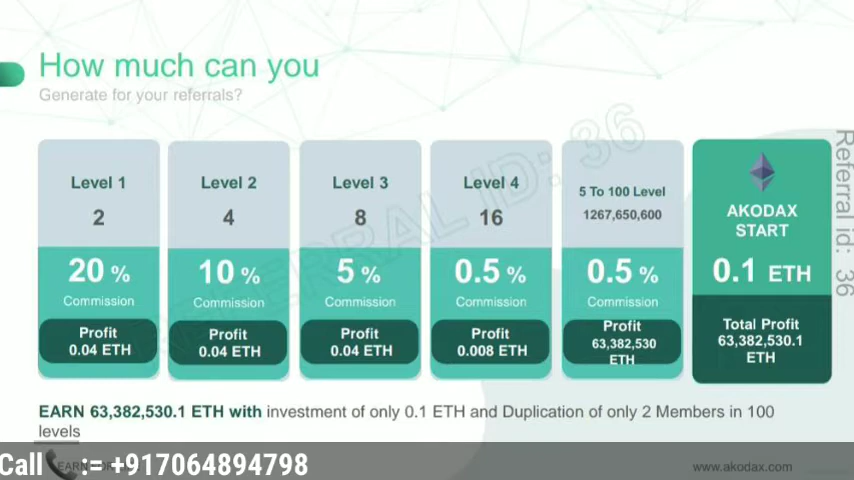 How much can you
Generate for your referrals?
Level 1
2
20 %
Commission
Profit
0.04 ETH
Level 2
4
10 %
Commission
Profit
0.04 ETH
Level 3
8
5 %
Commission
Profit
0.04 ETH
Level 4
16
0.5 %
Commission
Profit
0.008 ETH
5 To 100 Level
1267,650,600
0.5 %
Commission
Profit
63,382,530
ETH
AKODAX
START
0.1 ETH
Total Profit
63,382,530.1
ETH
REFERRAL ID: 36
Referral id: 36
EARN 63,382,530.1 ETH with investment of only 0.1 ETH and Duplication of only 2 Members in 100
levels
Call := +917064894798
EARN
www.akodax.com